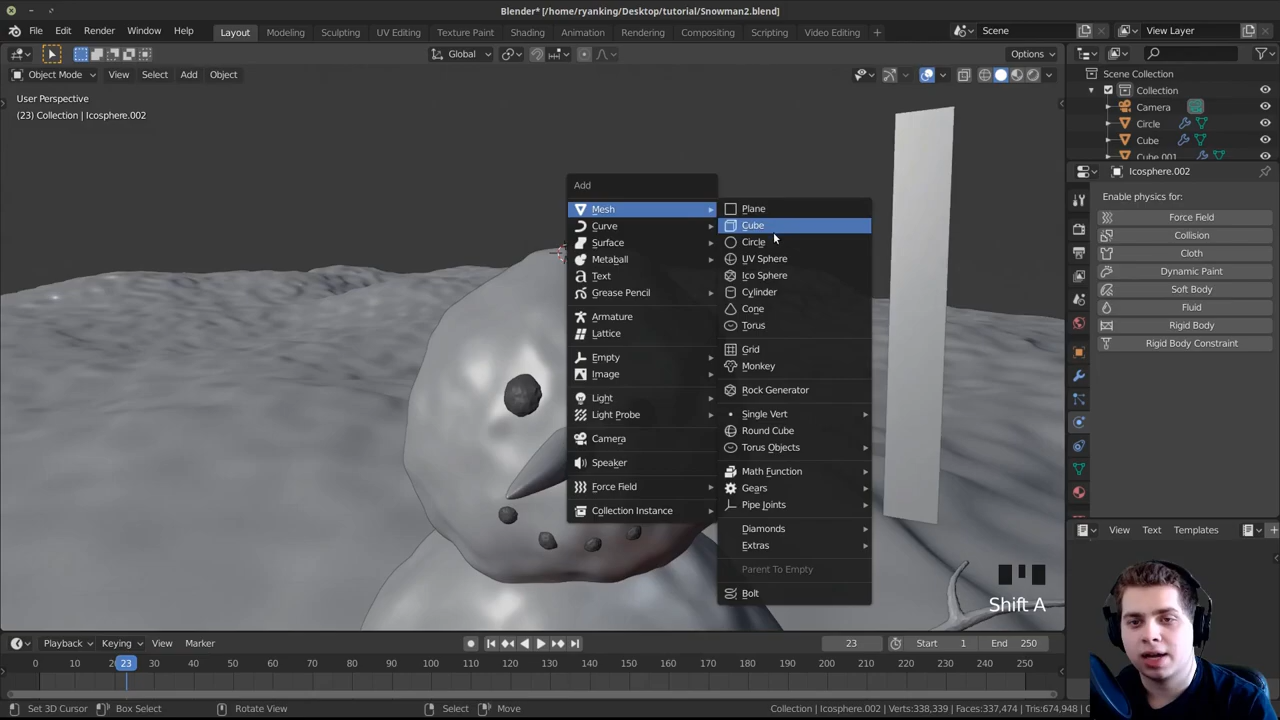 Blender* [/home/ryanking/Desktop/tutorial/Snowman2.blend]
File Edit Render Window Help Layout Modeling Sculpting UV Editing Texture Paint Shading Animation Rendering Compositing Scripting Video Editing + Scene View Layer
Global Options
Object Mode View Select Add Object
Scene Collection
Collection
Camera
Circle
Cube
Cube.001
User Perspective
(23) Collection | Icosphere.002
Icosphere.002
Enable physics for:
Force Field
Collision
Cloth
Dynamic Paint
Soft Body
Fluid
Rigid Body
Rigid Body Constraint
Add
Mesh
Curve
Surface
Metaball
Text
Grease Pencil
Armature
Lattice
Empty
Image
Light
Light Probe
Camera
Speaker
Force Field
Collection Instance
Plane
Cube
Circle
UV Sphere
Ico Sphere
Cylinder
Cone
Torus
Grid
Monkey
Rock Generator
Single Vert
Round Cube
Torus Objects
Math Function
Gears
Pipe Joints
Diamonds
Extras
Parent To Empty
Bolt
Shift A
View Text Templates
Playback Keying View Marker 23 Start 1 End 250
0 10 20 23 30 40 50 60 70 80 90 100 110 120 130 140 150 160 170 180 190 200 210 220 230 240 250
Set 3D Cursor Box Select Rotate View Select Move Collection | Icosphere.002 | Verts:338,339 | Faces:337,474 | Tris:674,948 |